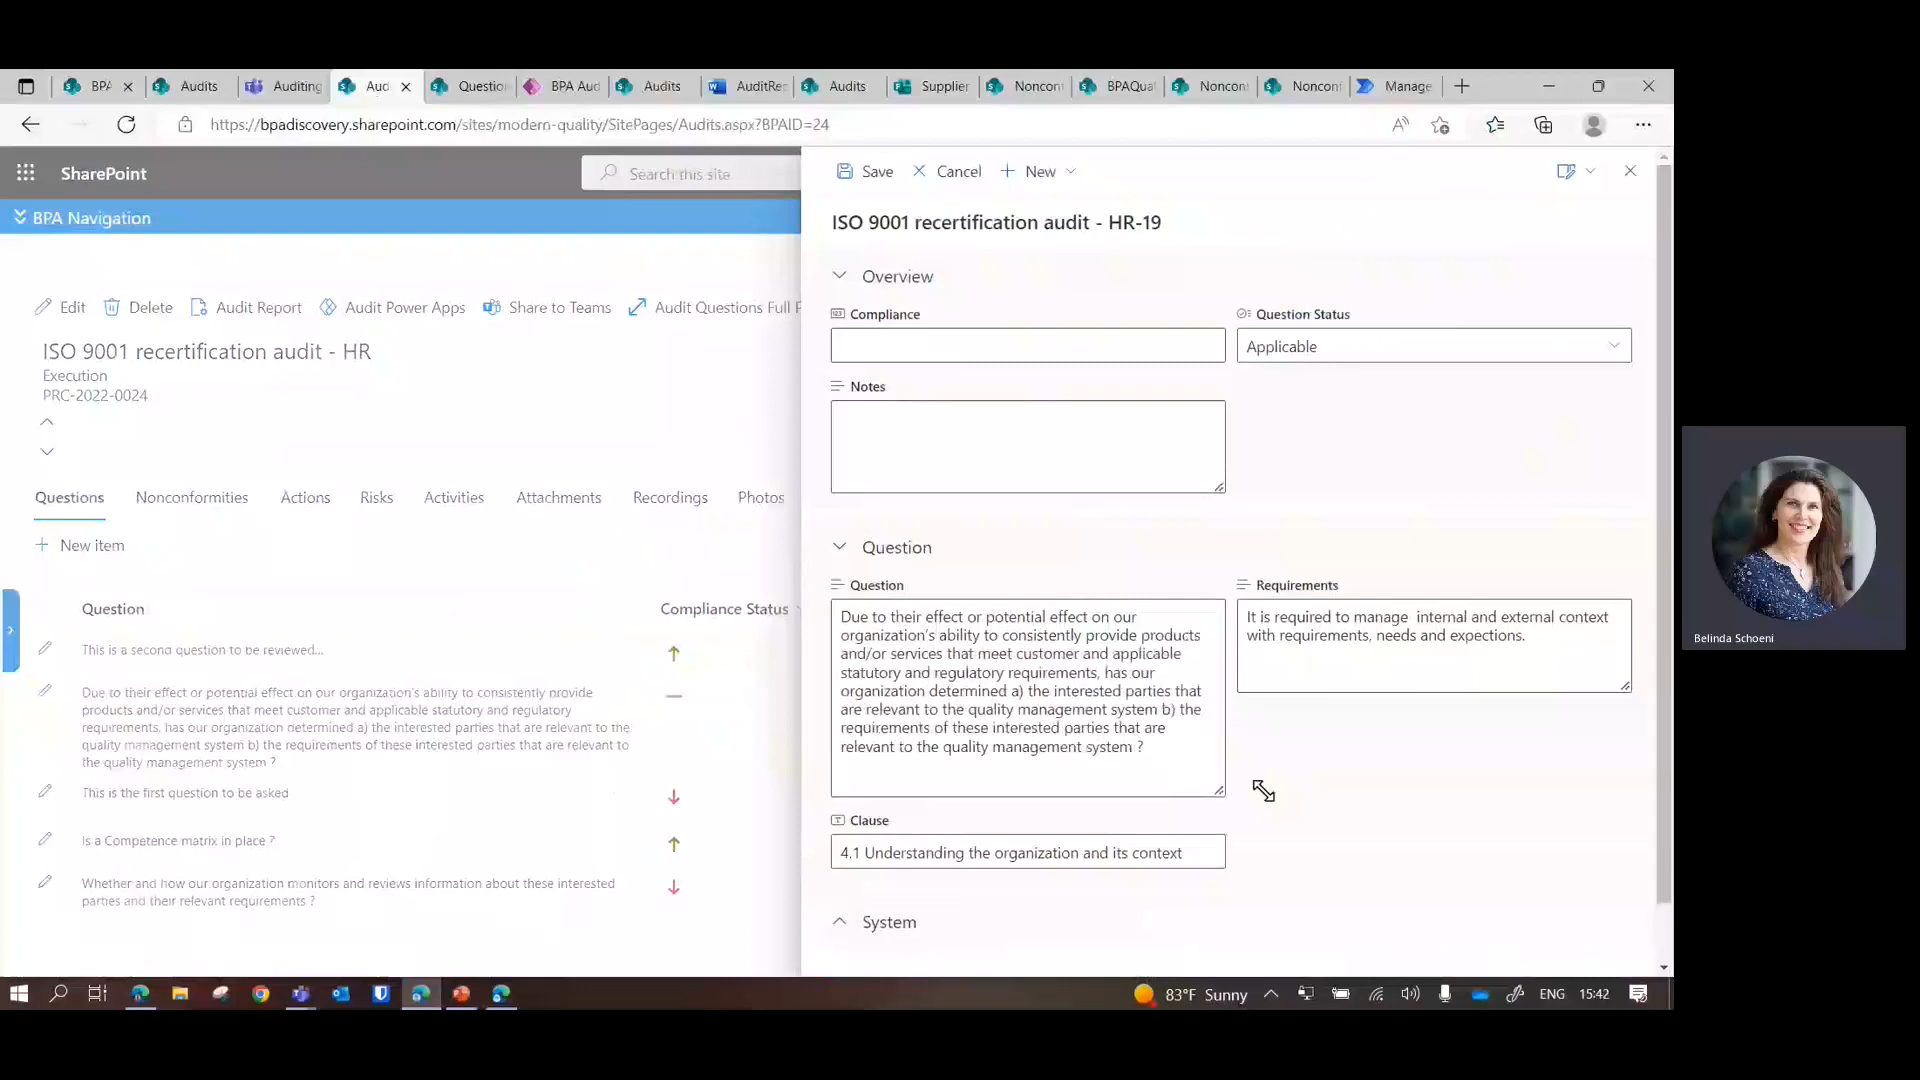 BPA
Audits
Auditing
Aud
Question
BPA Aud
Audits
AuditRe
Audits
Supplier
Noncon
BPAQua
Noncon
Noncon
Manage
https://bpadiscovery.sharepoint.com/sites/modern-quality/SitePages/Audits.aspx?BPAID=24
SharePoint
Search this site
BPA Navigation
Edit
Delete
Audit Report
Audit Power Apps
Share to Teams
Audit Questions Full P
ISO 9001 recertification audit - HR
Execution
PRC-2022-0024
Questions
Nonconformities
Actions
Risks
Activities
Attachments
Recordings
Photos
New item
Question
Compliance Status
This is a second question to be reviewed...
Due to their effect or potential effect on our organization's ability to consistently provide
products and/or services that meet customer and applicable statutory and regulatory
requirements, has our organization determined a) the interested parties that are relevant to the
quality management system b) the requirements of these interested parties that are relevant to
the quality management system ?
This is the first question to be asked
Is a Competence matrix in place ?
Whether and how our organization monitors and reviews information about these interested
parties and their relevant requirements ?
Save
Cancel
New
ISO 9001 recertification audit - HR-19
Overview
Compliance
Question Status
Applicable
Notes
Question
Question
Due to their effect or potential effect on our
organization's ability to consistently provide products
and/or services that meet customer and applicable
statutory and regulatory requirements, has our
organization determined a) the interested parties that
are relevant to the quality management system b) the
requirements of these interested parties that are
relevant to the quality management system ?
Requirements
It is required to manage  internal and external context
with requirements, needs and expections.
Clause
4.1 Understanding the organization and its context
System
Belinda Schoeni
83°F Sunny
ENG
15:42